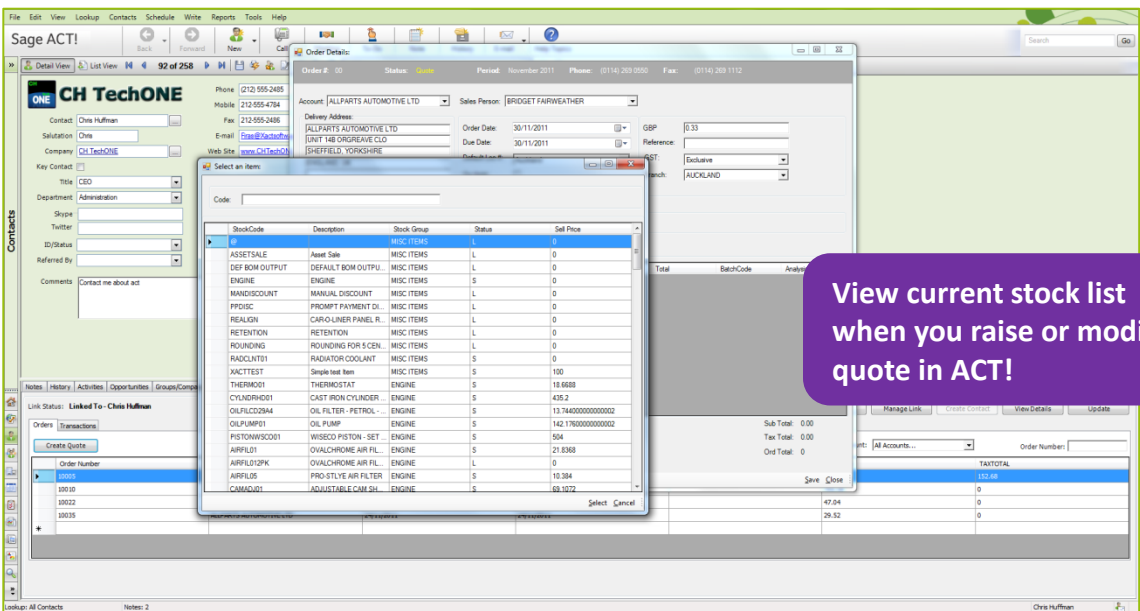 File Edit View Lookup Contacts Schedule Write Reports Tools Help
Sage ACT!
Back Forward New Call
Search Go
Detail View List View 92 of 258
CH ONE CH TechONE
Contact Chris Huffman
Salutation Chris
Company CH TechONE
Key Contact
Title CEO
Department Administration
Skype
Twitter
ID/Status
Referred By
Comments Contact me about act
Phone (212) 555-2485
Mobile 212-555-4784
Fax 212-555-2486
E-mail Firas@Xactsoftwa
Web Site www.CHTechON
Contacts
Order Details:
Order #: 00 Status: Quote Period: November 2011 Phone: (0114) 269 0550 Fax: (0114) 269 1112
Account: ALLPARTS AUTOMOTIVE LTD Sales Person: BRIDGET FAIRWEATHER
Delivery Address:
ALLPARTS AUTOMOTIVE LTD
UNIT 14B ORGREAVE CLO
SHEFFIELD, YORKSHIRE
Order Date: 30/11/2011
Due Date: 30/11/2011
GBP 0.33
Reference:
GST: Exclusive
Branch: AUCKLAND
Total BatchCode Analys
Sub Total: 0.00
Tax Total: 0.00
Ord Total: 0
Save Close
Select an item:
Code:
StockCode Description Stock Group Status Sell Price
@ MISC ITEMS L 0
ASSETSALE Asset Sale MISC ITEMS L 0
DEF BOM OUTPUT DEFAULT BOM OUTPU... MISC ITEMS L 0
ENGINE ENGINE MISC ITEMS S 0
MANDISCOUNT MANUAL DISCOUNT MISC ITEMS L 0
PPDISC PROMPT PAYMENT DI... MISC ITEMS L 0
REALIGN CAR-O-LINER PANEL R... MISC ITEMS L 0
RETENTION RETENTION MISC ITEMS L 0
ROUNDING ROUNDING FOR 5 CEN... MISC ITEMS L 0
RADCLNT01 RADIATOR COOLANT MISC ITEMS S 0
XACTTEST Simple test Item MISC ITEMS S 100
THERMO01 THERMOSTAT ENGINE S 18.6688
CYLNDRHD01 CAST IRON CYLINDER ... ENGINE S 435.2
OILFILCD29A4 OIL FILTER - PETROL - ... ENGINE S 13.744000000000002
OILPUMP01 OIL PUMP ENGINE S 142.17600000000002
PISTONWSCO01 WISECO PISTON - SET ... ENGINE S 504
AIRFIL01 OVALCHROME AIR FIL... ENGINE S 21.8368
AIRFIL012PK OVALCHROME AIR FIL... ENGINE L 0
AIRFIL05 PRO-STLYE AIR FILTER ENGINE S 10.384
CAMADJ01 ADJUSTABLE CAM SH... ENGINE S 69.1072
Select Cancel
View current stock list
when you raise or modi
quote in ACT!
Notes History Activities Opportunities Groups/Compa
Link Status: Linked To - Chris Huffman
Manage Link Create Contact View Details Update
Orders Transactions
Create Quote
All Accounts... Order Number:
Order Number TAXTOTAL
10005 152.68
10010 0
10022 47.04 0
10035 29.52 0
Lookup: All Contacts Notes: 2 Chris Huffman